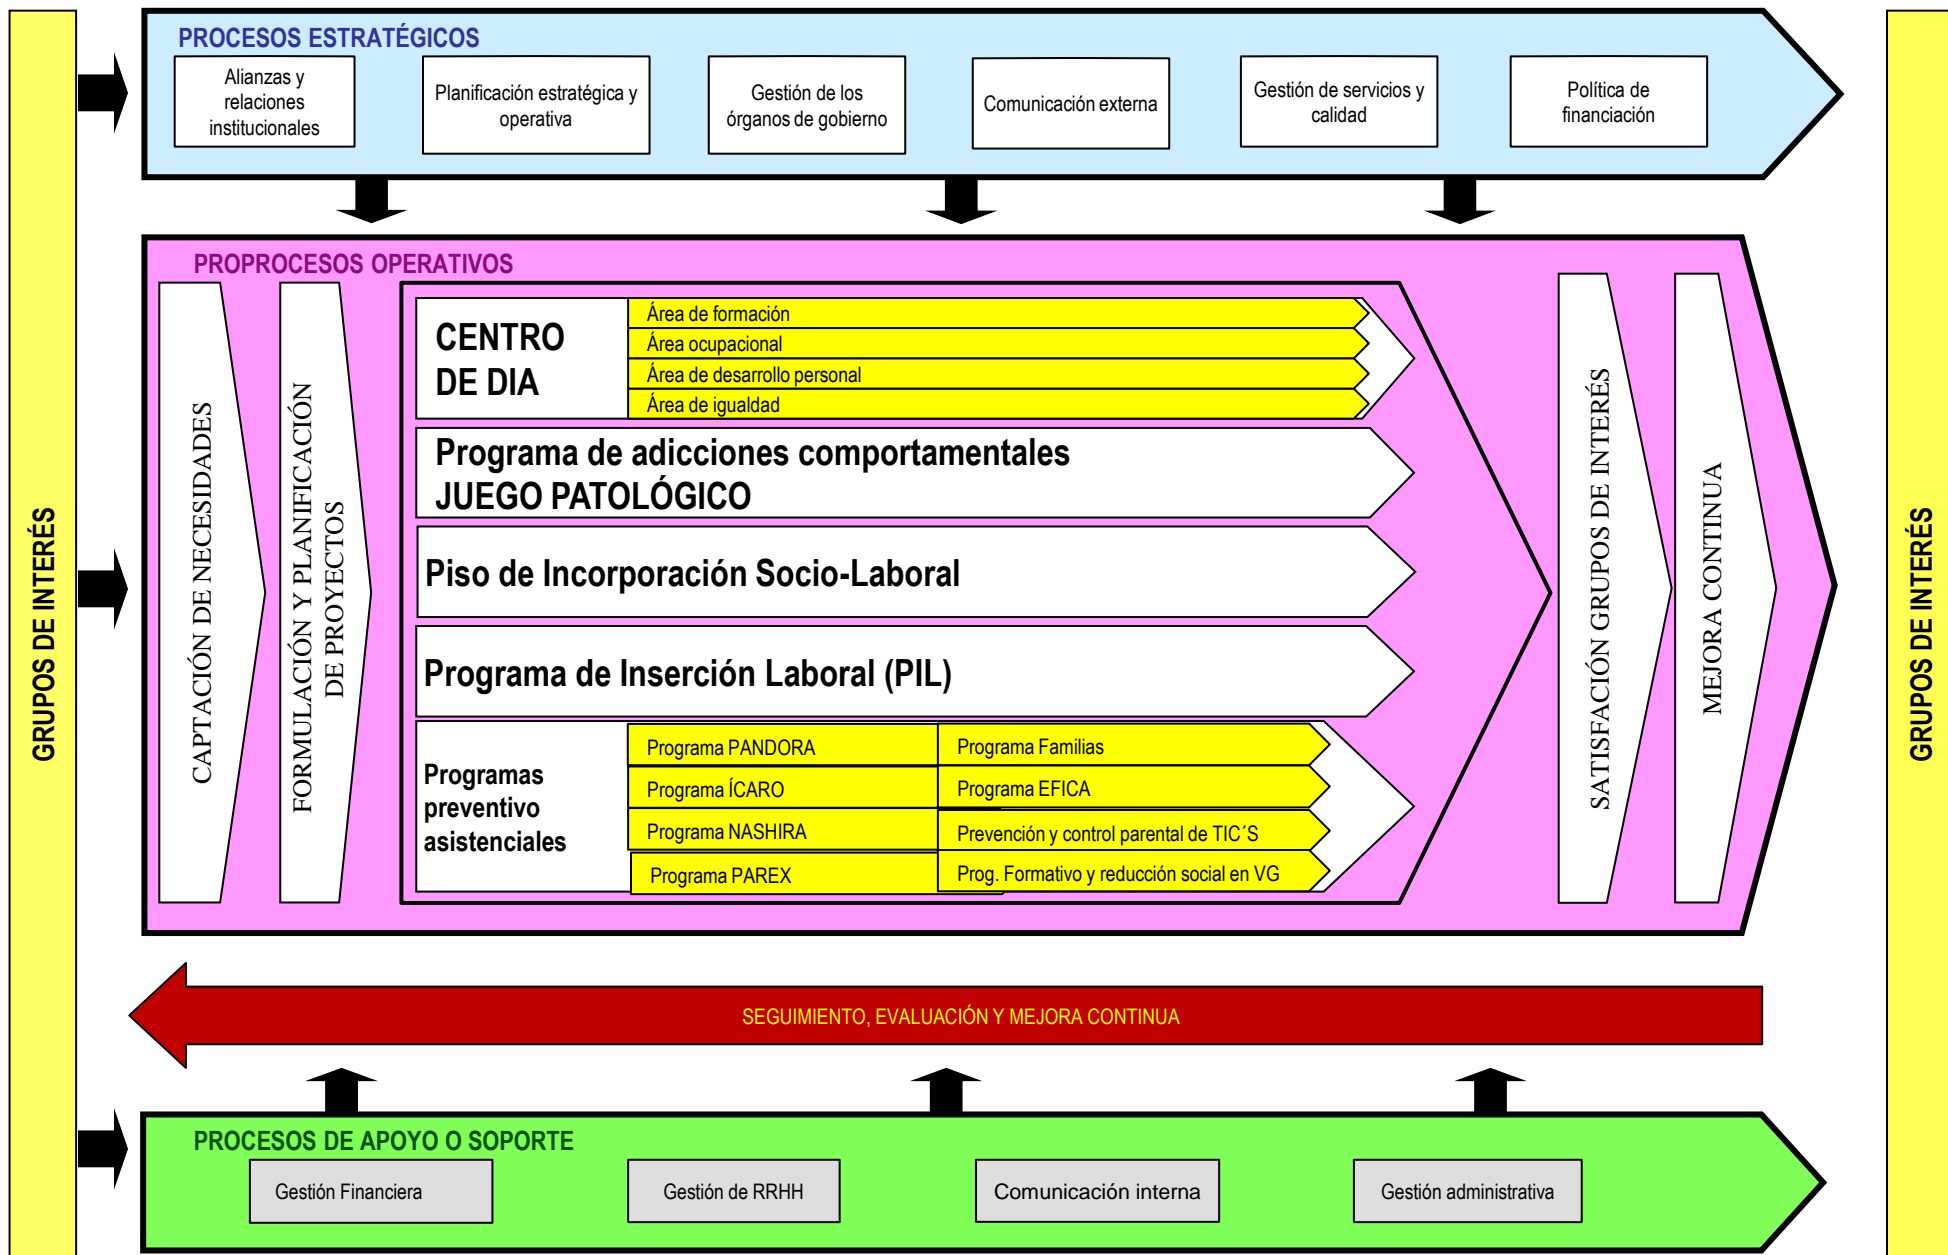 GRUPOS DE INTERÉS
PROCESOS ESTRATÉGICOS
Alianzas y
relaciones
institucionales
Planificación estratégica y
operativa
Gestión de los
órganos de gobierno
Comunicación externa
Gestión de servicios y
calidad
Política de
financiación
PROPROCESOS OPERATIVOS
CAPTACIÓN DE NECESIDADES
FORMULACIÓN Y PLANIFICACIÓN
DE PROYECTOS
CENTRO
DE DIA
Área de formación
Área ocupacional
Área de desarrollo personal
Área de igualdad
Programa de adicciones comportamentales
JUEGO PATOLÓGICO
Piso de Incorporación Socio-Laboral
Programa de Inserción Laboral (PIL)
Programas
preventivo
asistenciales
Programa PANDORA
Programa ÍCARO
Programa NASHIRA
Programa PAREX
Programa Familias
Programa EFICA
Prevención y control parental de TIC´S
Prog. Formativo y reducción social en VG
SATISFACIÓN GRUPOS DE INTERÉS
MEJORA CONTINUA
SEGUIMIENTO, EVALUACIÓN Y MEJORA CONTINUA
PROCESOS DE APOYO O SOPORTE
Gestión Financiera
Gestión de RRHH
Comunicación interna
Gestión administrativa
GRUPOS DE INTERÉS